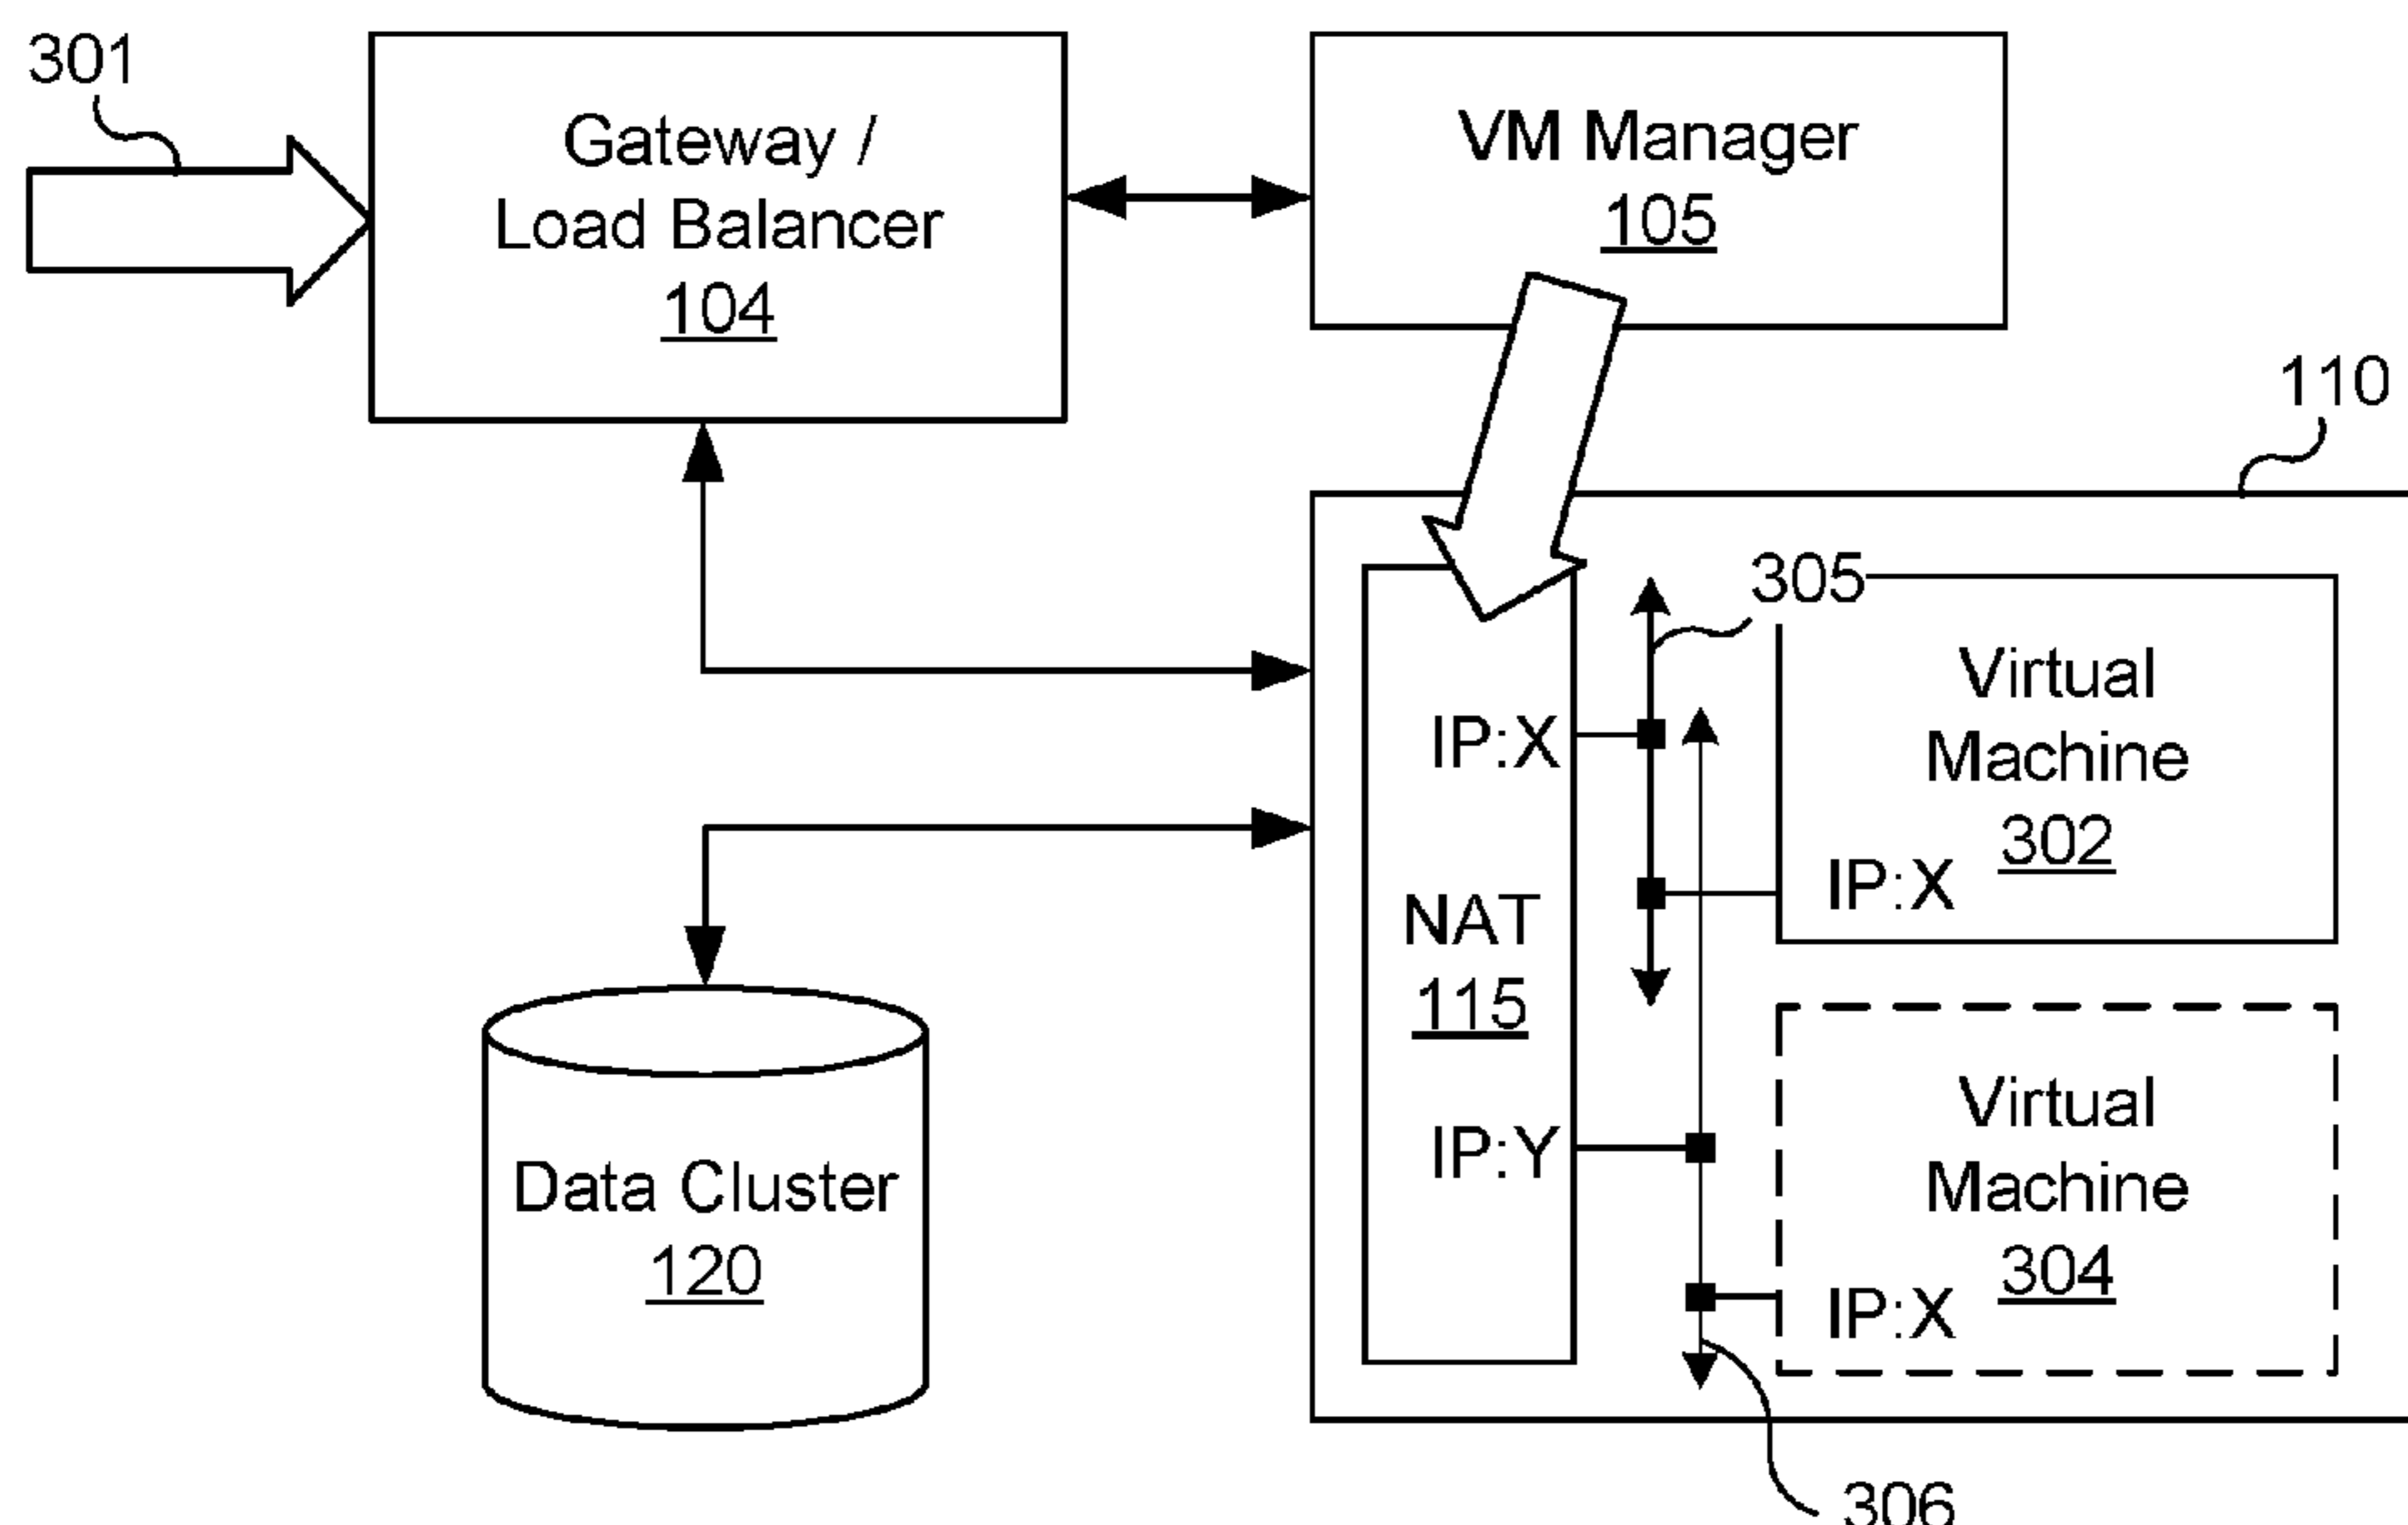 301
Gateway /
Load Balancer
104
VM Manager
105
110
305
Virtual
Machine
302
IP:X
IP:X
NAT
115
IP:Y
Virtual
Machine
304
IP:X
Data Cluster
120
306